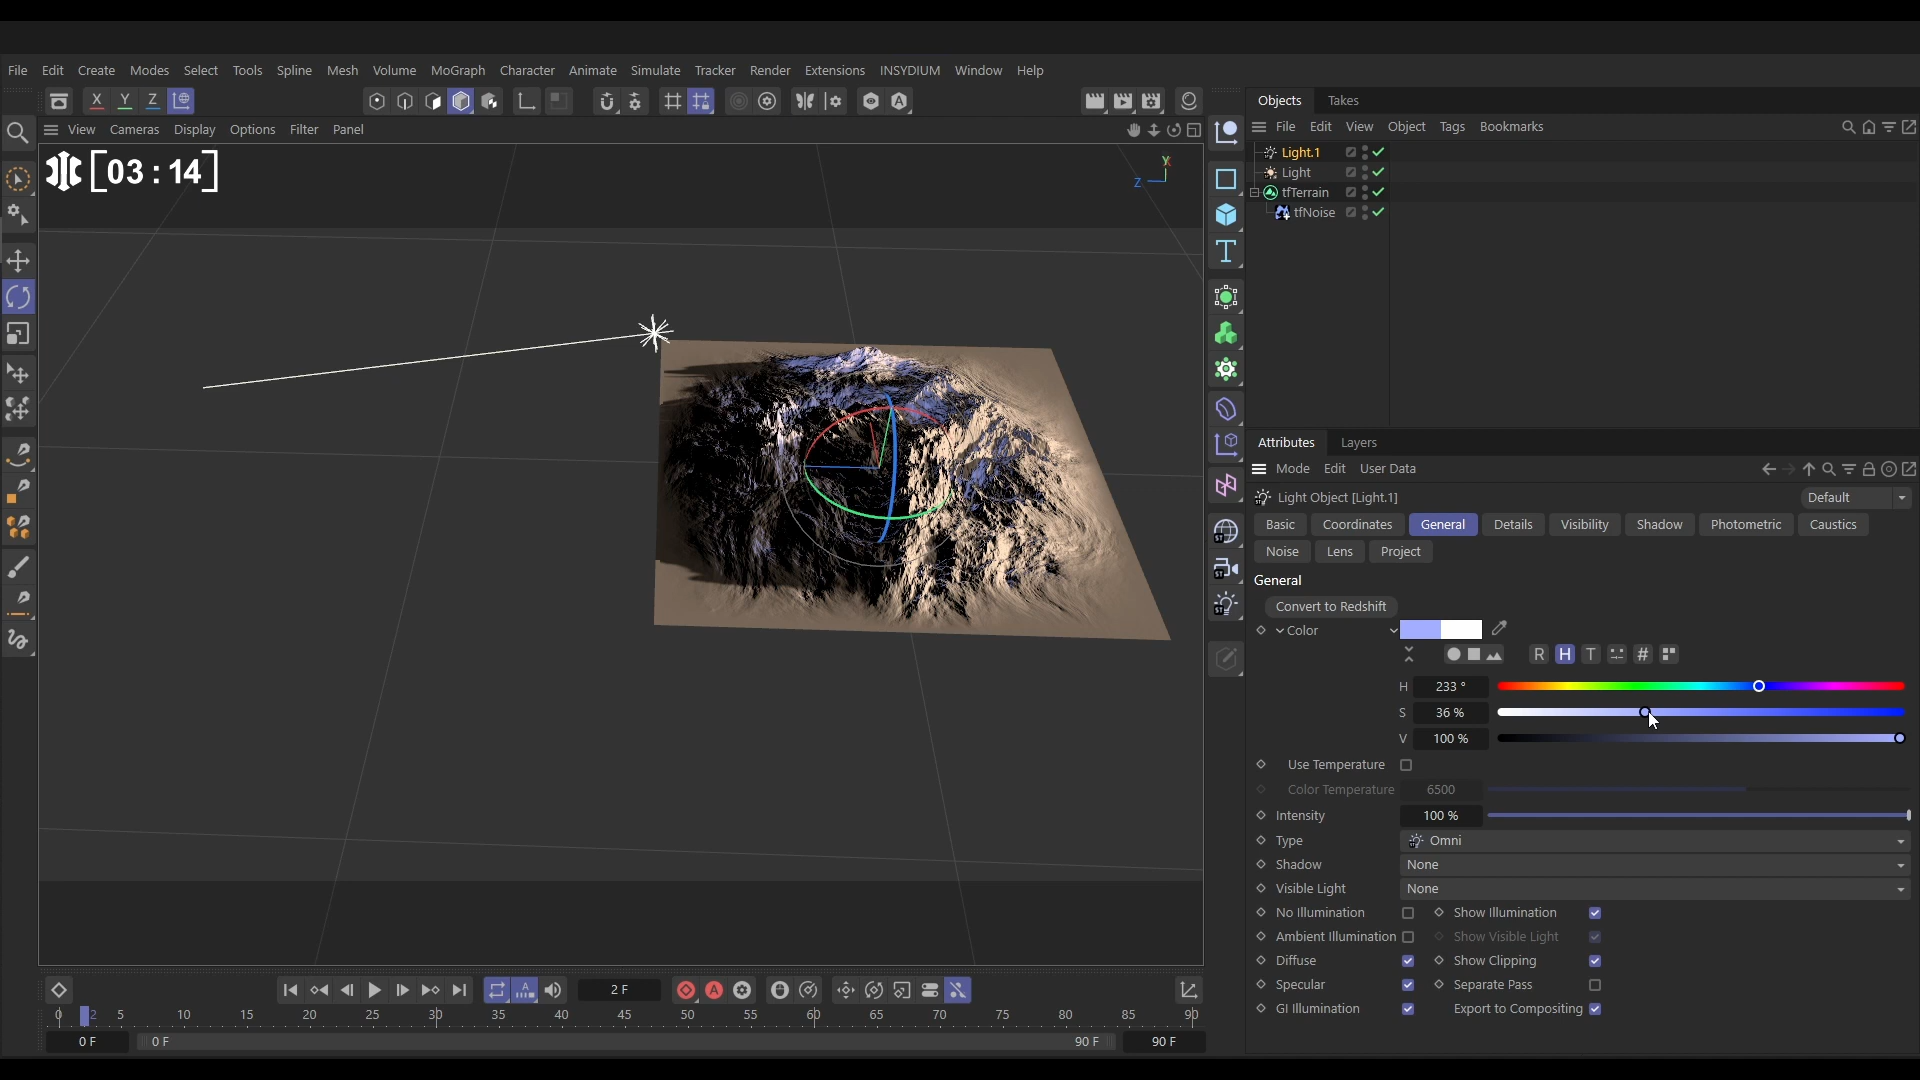 File Edit Create Modes Select Tools Spline Mesh Volume MoGraph Character Animate Simulate Tracker Render Extensions INSYDIUM Window Help
X Y Z
Objects Takes
View Cameras Display Options Filter Panel
File Edit View Object Tags Bookmarks
[03 : 14]
Y
X
Z
Light.1
Light
tfTerrain
tfNoise
Attributes Layers
Mode Edit User Data
Light Object [Light.1] Default
Basic Coordinates General Details Visibility Shadow Photometric Caustics
Noise Lens Project
General
Convert to Redshift
Color
R H T #
H 233 °
S 36 %
V 100 %
Use Temperature
Color Temperature 6500
Intensity 100 %
Type Omni
Shadow None
Visible Light None
No Illumination Show Illumination
Ambient Illumination Show Visible Light
Diffuse Show Clipping
Specular Separate Pass
GI Illumination Export to Compositing
2 F
0 2 5 10 15 20 25 30 35 40 45 50 55 60 65 70 75 80 85 90
0 F 0 F 90 F 90 F